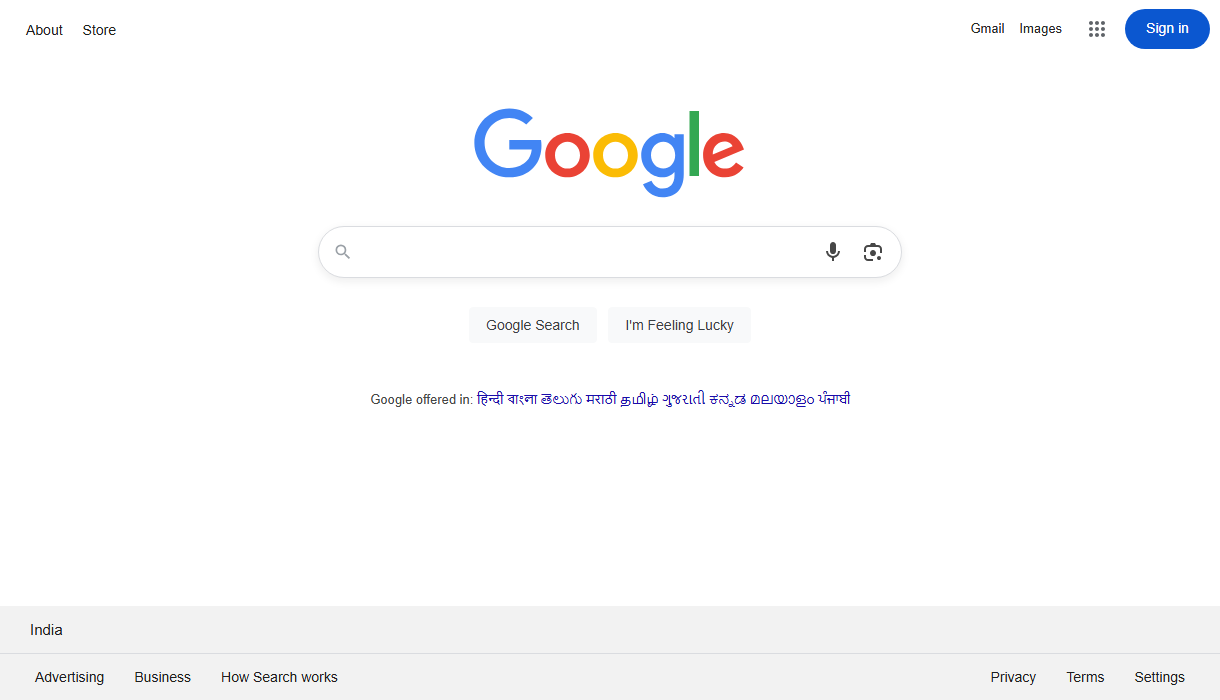 About Store Gmail Images Sign in
Google
Google Search I'm Feeling Lucky
Google offered in: हिन्दी বাংলা తెలుగు मराठी தமிழ் ગુજરાતી ಕನ್ನಡ മലയാളം ਪੰਜਾਬੀ
India
Advertising Business How Search works Privacy Terms Settings